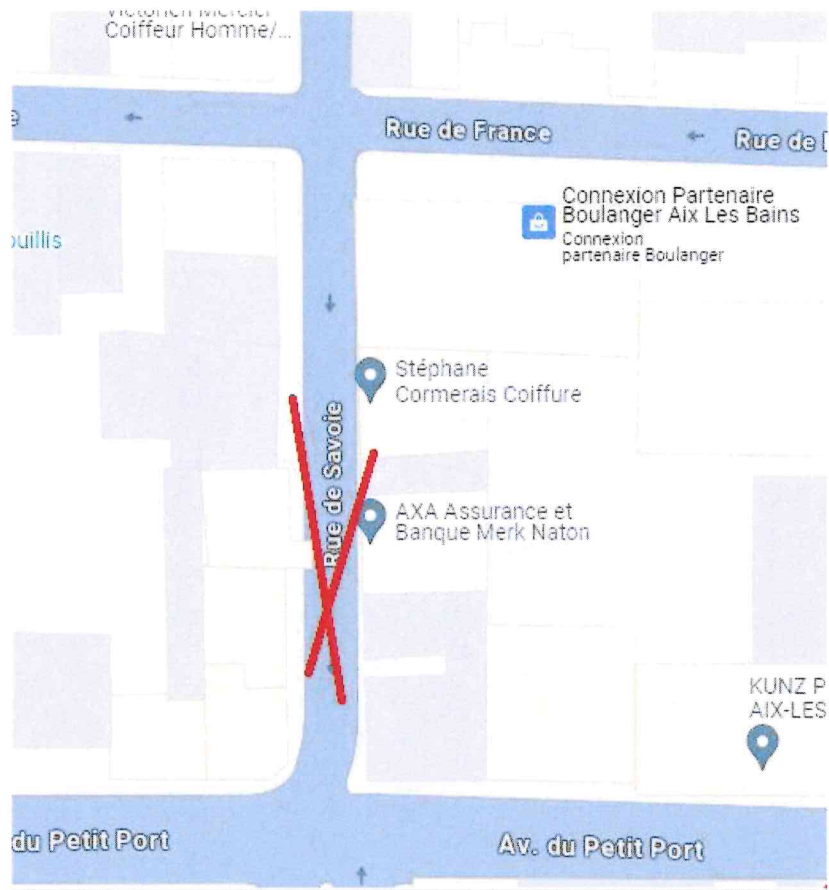 Coiffeur Homme/...
Rue de France
Rue de
Connexion Partenaire
Boulanger Aix Les Bains
Connexion
partenaire Boulanger
ouillis
Stéphane
Cormerais Coiffure
Rue de Savoie
AXA Assurance et
Banque Merk Naton
KUNZ P
AIX-LES
du Petit Port
Av. du Petit Port